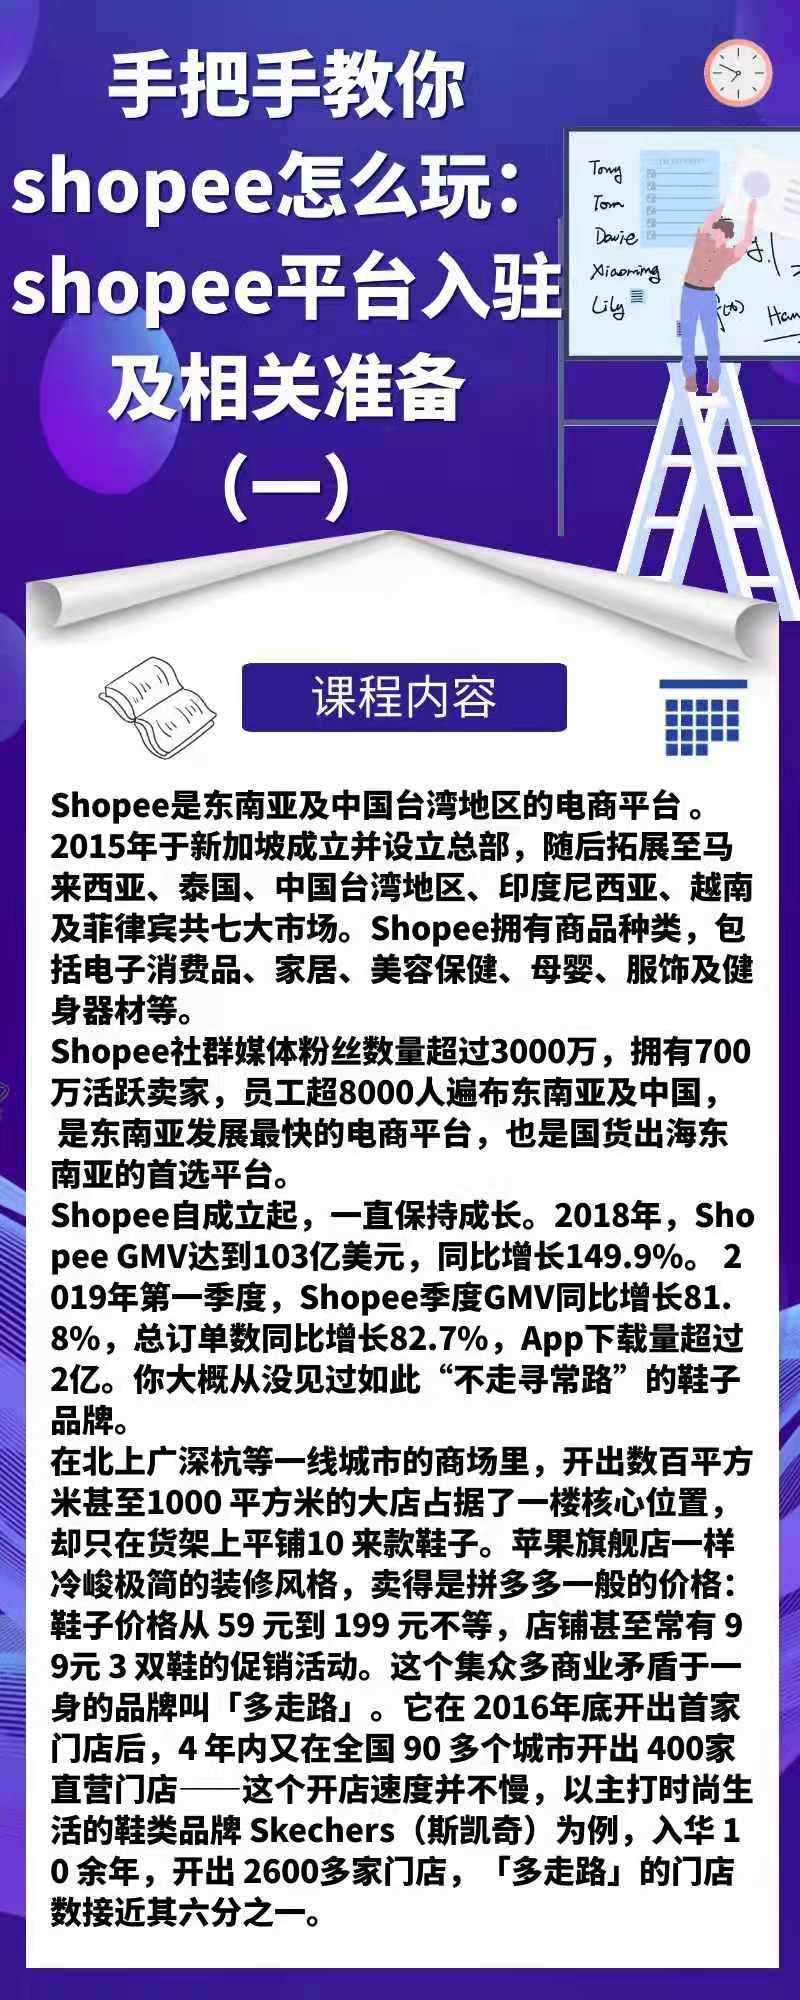 手把手教你
shopee怎么玩：
shopee平台入驻
及相关准备
（一）
Tony
Tom
Davie
Xiaoming
Lily
课程内容
Shopee是东南亚及中国台湾地区的电商平台 。
2015年于新加坡成立并设立总部，随后拓展至马
来西亚、泰国、中国台湾地区、印度尼西亚、越南
及菲律宾共七大市场。Shopee拥有商品种类，包
括电子消费品、家居、美容保健、母婴、服饰及健
身器材等。
Shopee社群媒体粉丝数量超过3000万，拥有700
万活跃卖家，员工超8000人遍布东南亚及中国，
是东南亚发展最快的电商平台，也是国货出海东
南亚的首选平台。
Shopee自成立起，一直保持成长。2018年，Sho
pee GMV达到103亿美元，同比增长149.9%。 2
019年第一季度，Shopee季度GMV同比增长81.
8%，总订单数同比增长82.7%，App下载量超过
2亿。你大概从没见过如此“不走寻常路”的鞋子
品牌。
在北上广深杭等一线城市的商场里，开出数百平方
米甚至1000 平方米的大店占据了一楼核心位置，
却只在货架上平铺10 来款鞋子。苹果旗舰店一样
冷峻极简的装修风格，卖得是拼多多一般的价格：
鞋子价格从 59 元到 199 元不等，店铺甚至常有 9
9元 3 双鞋的促销活动。这个集众多商业矛盾于一
身的品牌叫「多走路」。它在 2016年底开出首家
门店后，4 年内又在全国 90 多个城市开出 400家
直营门店——这个开店速度并不慢，以主打时尚生
活的鞋类品牌 Skechers（斯凯奇）为例，入华 1
0 余年，开出 2600多家门店，「多走路」的门店
数接近其六分之一。